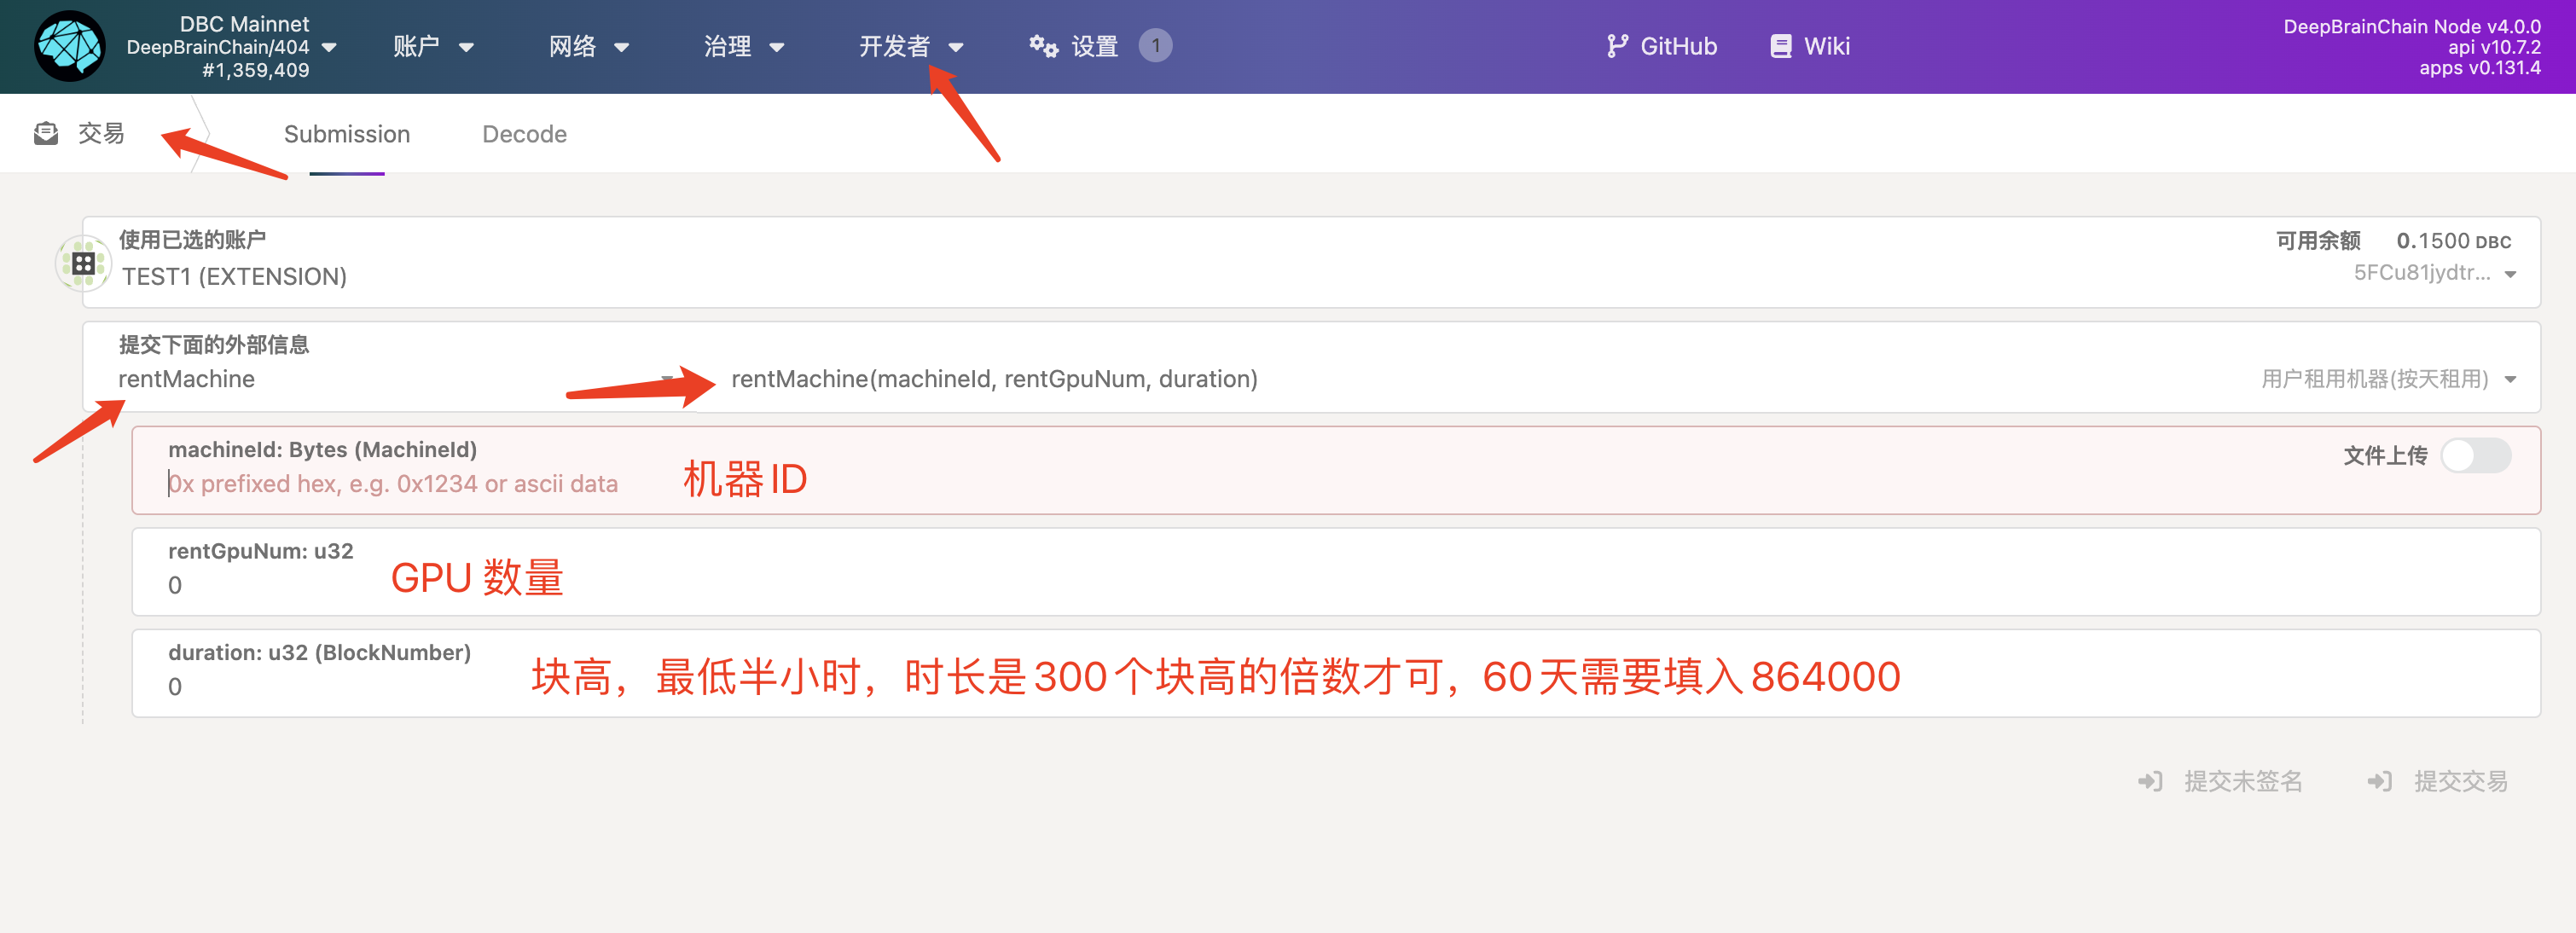 DBC Mainnet
DeepBrainChain/404
#1,359,409
账户
网络
治理
开发者
设置
1
GitHub
Wiki
DeepBrainChain Node v4.0.0
api v10.7.2
apps v0.131.4
交易
Submission
Decode
使用已选的账户
TEST1 (EXTENSION)
可用余额 0.1500 DBC
5FCu81jydtr...
提交下面的外部信息
rentMachine
rentMachine(machineId, rentGpuNum, duration)
用户租用机器(按天租用)
machineId: Bytes (MachineId)
0x prefixed hex, e.g. 0x1234 or ascii data
机器ID
文件上传
rentGpuNum: u32
0
GPU 数量
duration: u32 (BlockNumber)
0
块高，最低半小时，时长是300个块高的倍数才可，60天需要填入864000
提交未签名
提交交易